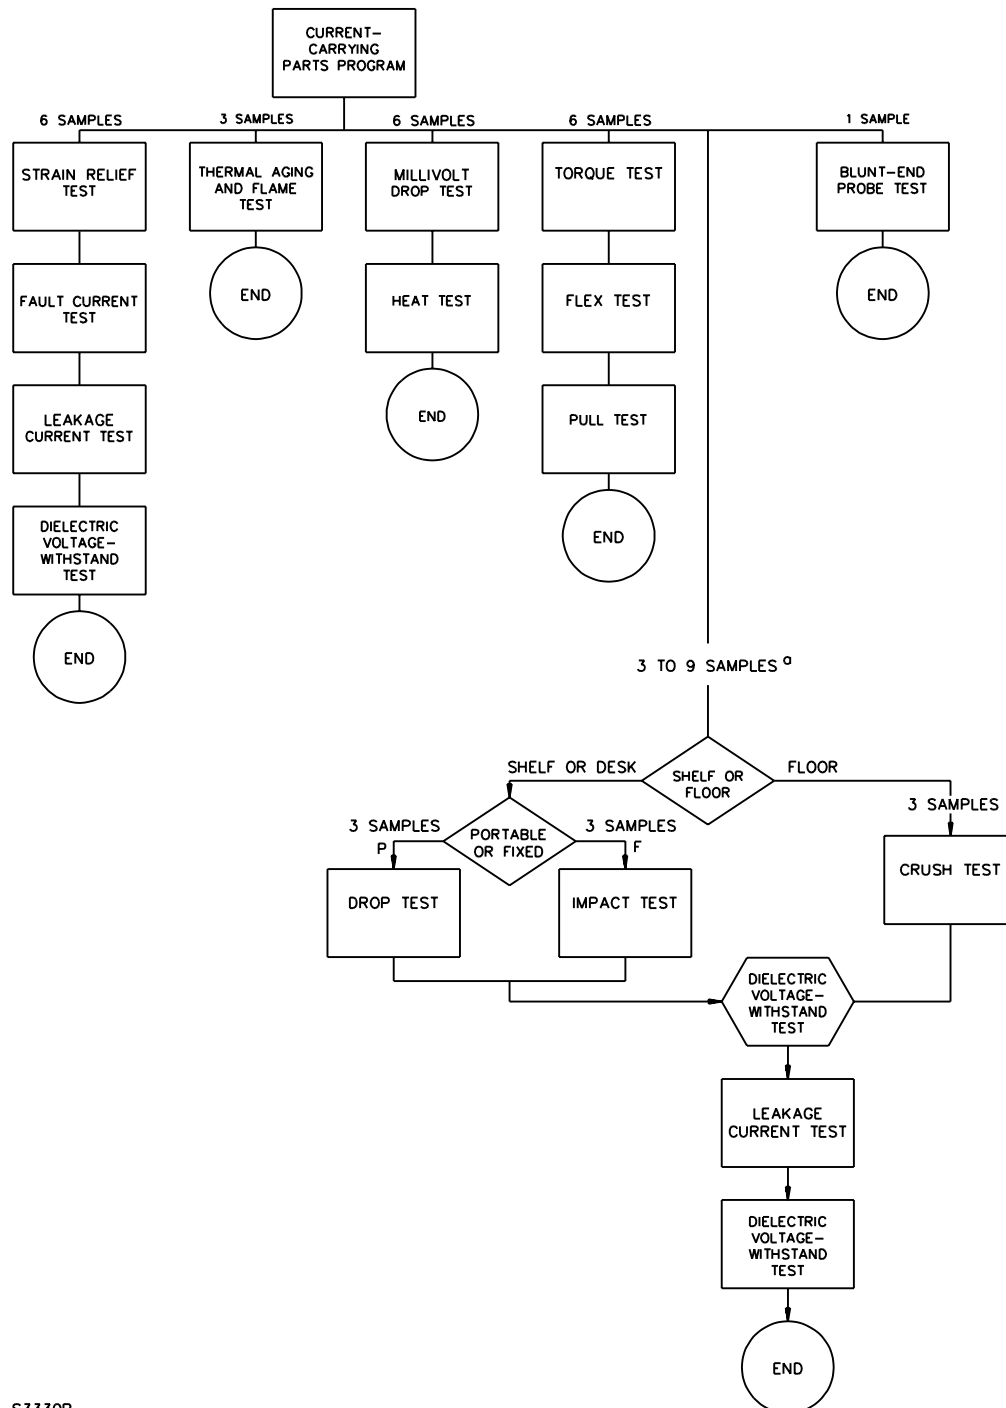 CURRENT-
CARRYING
PARTS PROGRAM
6 SAMPLES
3 SAMPLES
6 SAMPLES
6 SAMPLES
1 SAMPLE
STRAIN RELIEF
TEST
THERMAL AGING
AND FLAME
TEST
MILLIVOLT
DROP TEST
TORQUE TEST
BLUNT-END
PROBE TEST
FAULT CURRENT
TEST
END
HEAT TEST
FLEX TEST
END
LEAKAGE
CURRENT TEST
END
PULL TEST
DIELECTRIC
VOLTAGE-
WITHSTAND
TEST
END
END
3 TO 9 SAMPLES a
SHELF OR DESK
SHELF OR
FLOOR
FLOOR
3 SAMPLES
3 SAMPLES
P
PORTABLE
OR FIXED
3 SAMPLES
F
DROP TEST
IMPACT TEST
CRUSH TEST
DIELECTRIC
VOLTAGE-
WITHSTAND
TEST
LEAKAGE
CURRENT TEST
DIELECTRIC
VOLTAGE-
WITHSTAND
TEST
END